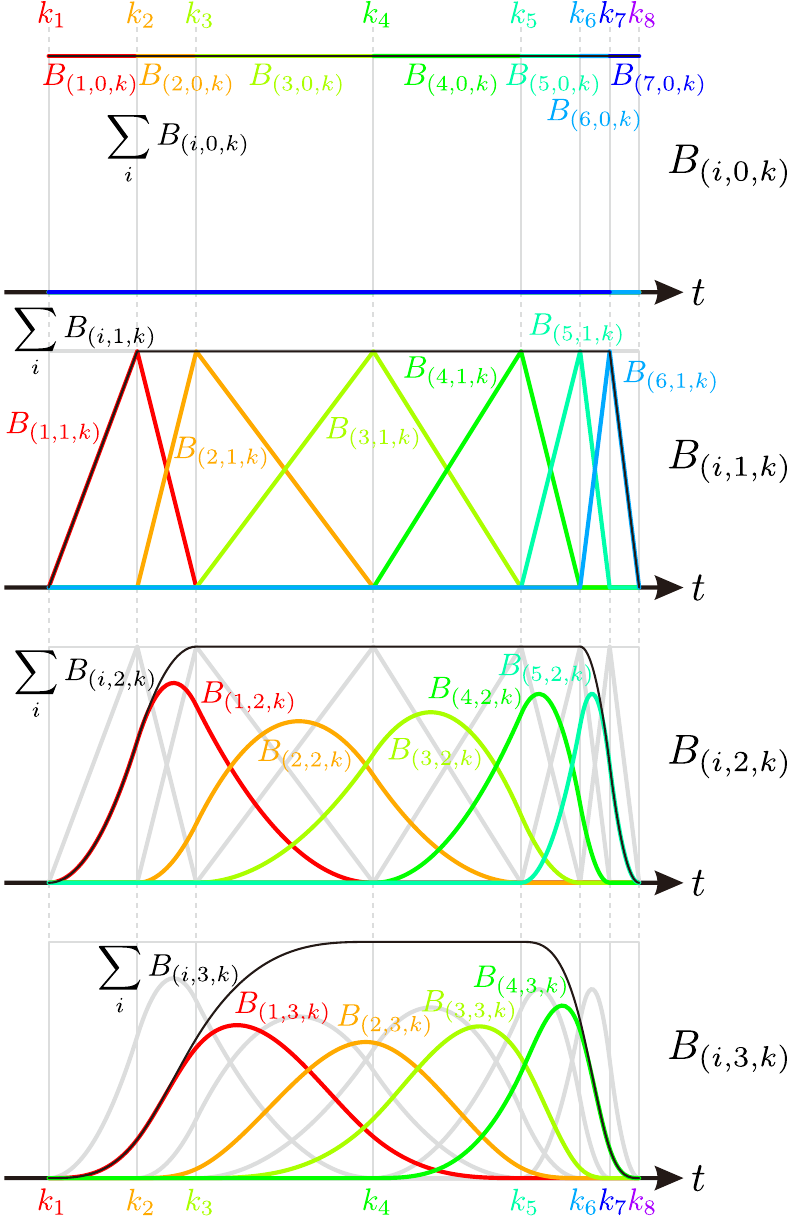 k₁ k₂ k₃ k₄ k₅ k₆ k₇ k₈
B₍₁,₀,ₖ₎ B₍₂,₀,ₖ₎ B₍₃,₀,ₖ₎ B₍₄,₀,ₖ₎ B₍₅,₀,ₖ₎ B₍₇,₀,ₖ₎
B₍₆,₀,ₖ₎
∑ᵢ B₍ᵢ,₀,ₖ₎
B₍ᵢ,₀,ₖ₎
t
∑ᵢ B₍ᵢ,₁,ₖ₎ B₍₅,₁,ₖ₎
B₍₄,₁,ₖ₎ B₍₆,₁,ₖ₎
B₍₁,₁,ₖ₎ B₍₂,₁,ₖ₎ B₍₃,₁,ₖ₎
B₍ᵢ,₁,ₖ₎
t
∑ᵢ B₍ᵢ,₂,ₖ₎ B₍₅,₂,ₖ₎
B₍₁,₂,ₖ₎ B₍₄,₂,ₖ₎
B₍₂,₂,ₖ₎ B₍₃,₂,ₖ₎
B₍ᵢ,₂,ₖ₎
t
∑ᵢ B₍ᵢ,₃,ₖ₎ B₍₄,₃,ₖ₎
B₍₁,₃,ₖ₎ B₍₂,₃,ₖ₎ B₍₃,₃,ₖ₎
B₍ᵢ,₃,ₖ₎
t
k₁ k₂ k₃ k₄ k₅ k₆ k₇ k₈